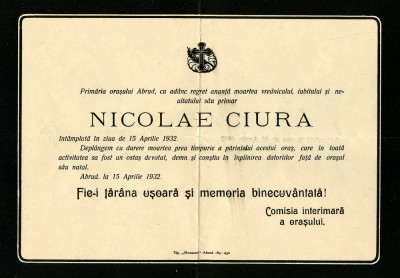 Primăria orașului Abrud, cu adânc regret anunță moartea vrednicului, iubitului și ne-
uitatului său primar
NICOLAE CIURA
întâmplată în ziua de 15 Aprilie 1932.
Deplângem cu durere moartea prea timpurie a părintelui acestui oraș, care în toată
activitatea sa fost un ostaș devotat, demn și conștiu în înplinirea datoriilor față de orașul
său natal.
Abrud, la 15 Aprilie 1932.
Fie-i țărâna ușoară și memoria binecuvântată!
Comisia interimară
a orașului.
Abrud